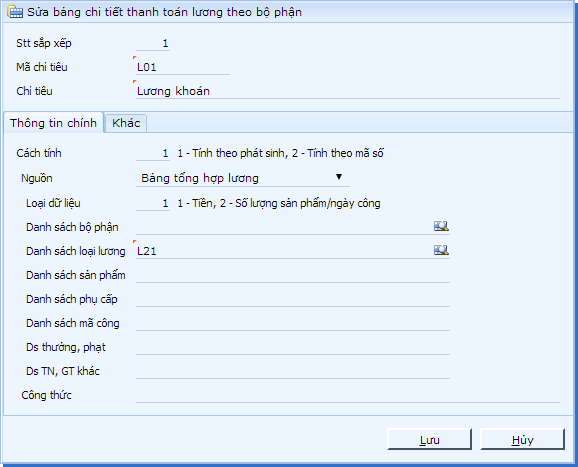 Sửa bảng chi tiết thanh toán lương theo bộ phận
Stt sắp xếp 1
Mã chỉ tiêu L01
Chỉ tiêu Lương khoán
Thông tin chính Khác
Cách tính 1 1 - Tính theo phát sinh, 2 - Tính theo mã số
Nguồn Bảng tổng hợp lương
Loại dữ liệu 1 1 - Tiền, 2 - Số lượng sản phẩm/ngày công
Danh sách bộ phận
Danh sách loại lương L21
Danh sách sản phẩm
Danh sách phụ cấp
Danh sách mã công
Ds thưởng, phạt
Ds TN, GT khác
Công thức
Lưu Hủy